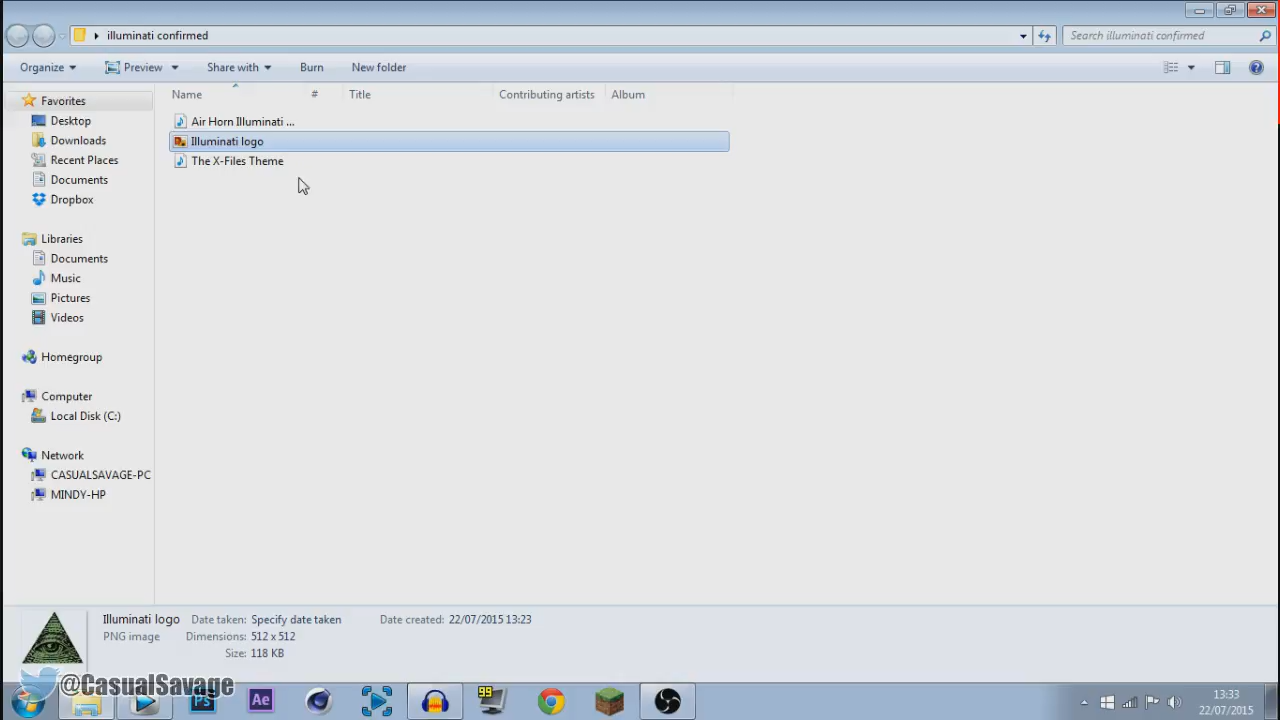 illuminati confirmed
Search illuminati confirmed
Organize Preview Share with Burn New folder
Name # Title Contributing artists Album
Favorites
Desktop
Downloads
Recent Places
Documents
Dropbox
Libraries
Documents
Music
Pictures
Videos
Homegroup
Computer
Local Disk (C:)
Network
CASUALSAVAGE-PC
MINDY-HP
Air Horn Illuminati ...
Illuminati logo
The X-Files Theme
Illuminati logo Date taken: Specify date taken Date created: 22/07/2015 13:23
PNG image Dimensions: 512 x 512
Size: 118 KB
@CasualSavage
Ps Ae 99
13:33
22/07/2015